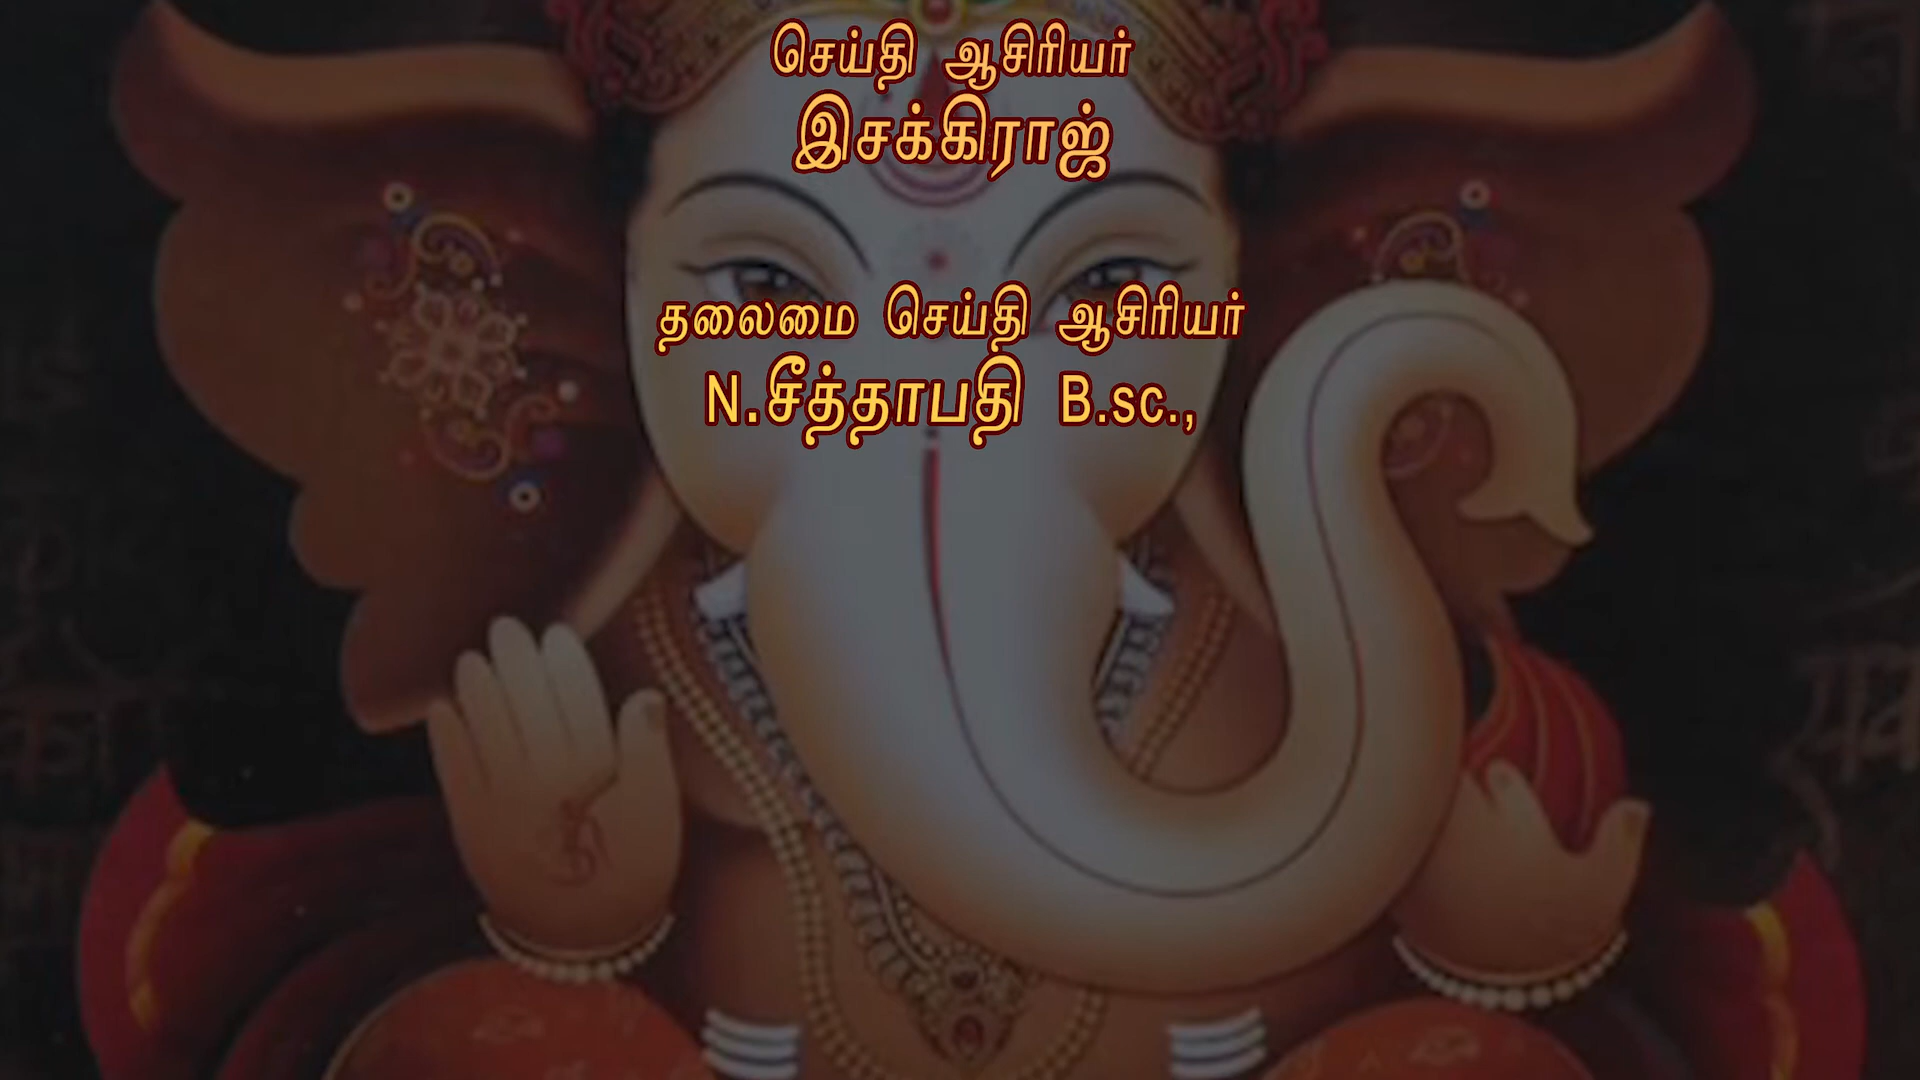 செய்தி ஆசிரியர்
இசக்கிராஜ்
தலைமை செய்தி ஆசிரியர்
N.சீத்தாபதி B.sc.,